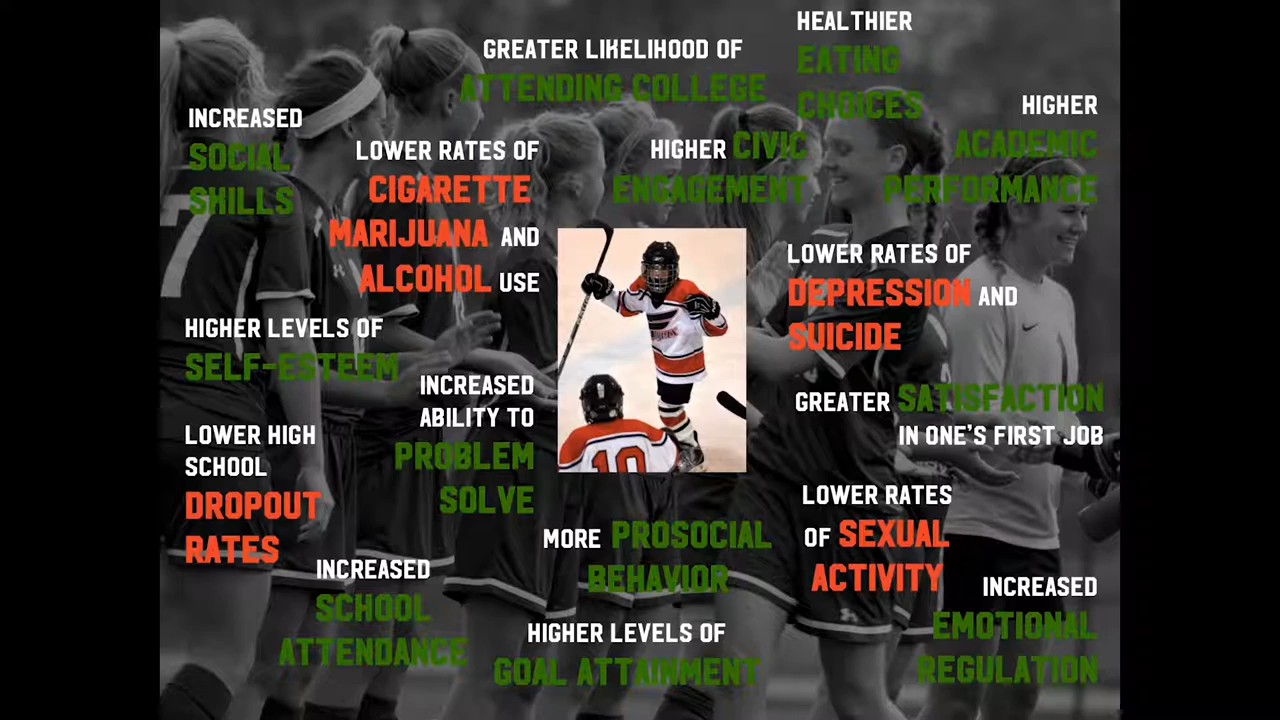 HEALTHIER
EATING
CHOICES
GREATER LIKELIHOOD OF
ATTENDING COLLEGE
INCREASED
SOCIAL
SKILLS
LOWER RATES OF
CIGARETTE
MARIJUANA AND
ALCOHOL USE
HIGHER CIVIC
ENGAGEMENT
HIGHER
ACADEMIC
PERFORMANCE
LOWER RATES OF
DEPRESSION AND
SUICIDE
HIGHER LEVELS OF
SELF-ESTEEM
INCREASED
ABILITY TO
PROBLEM
SOLVE
GREATER SATISFACTION
IN ONE'S FIRST JOB
LOWER HIGH
SCHOOL
DROPOUT
RATES
10
7
LOWER RATES
OF SEXUAL
ACTIVITY
MORE PROSOCIAL
BEHAVIOR
INCREASED
SCHOOL
ATTENDANCE
HIGHER LEVELS OF
GOAL ATTAINMENT
INCREASED
EMOTIONAL
REGULATION